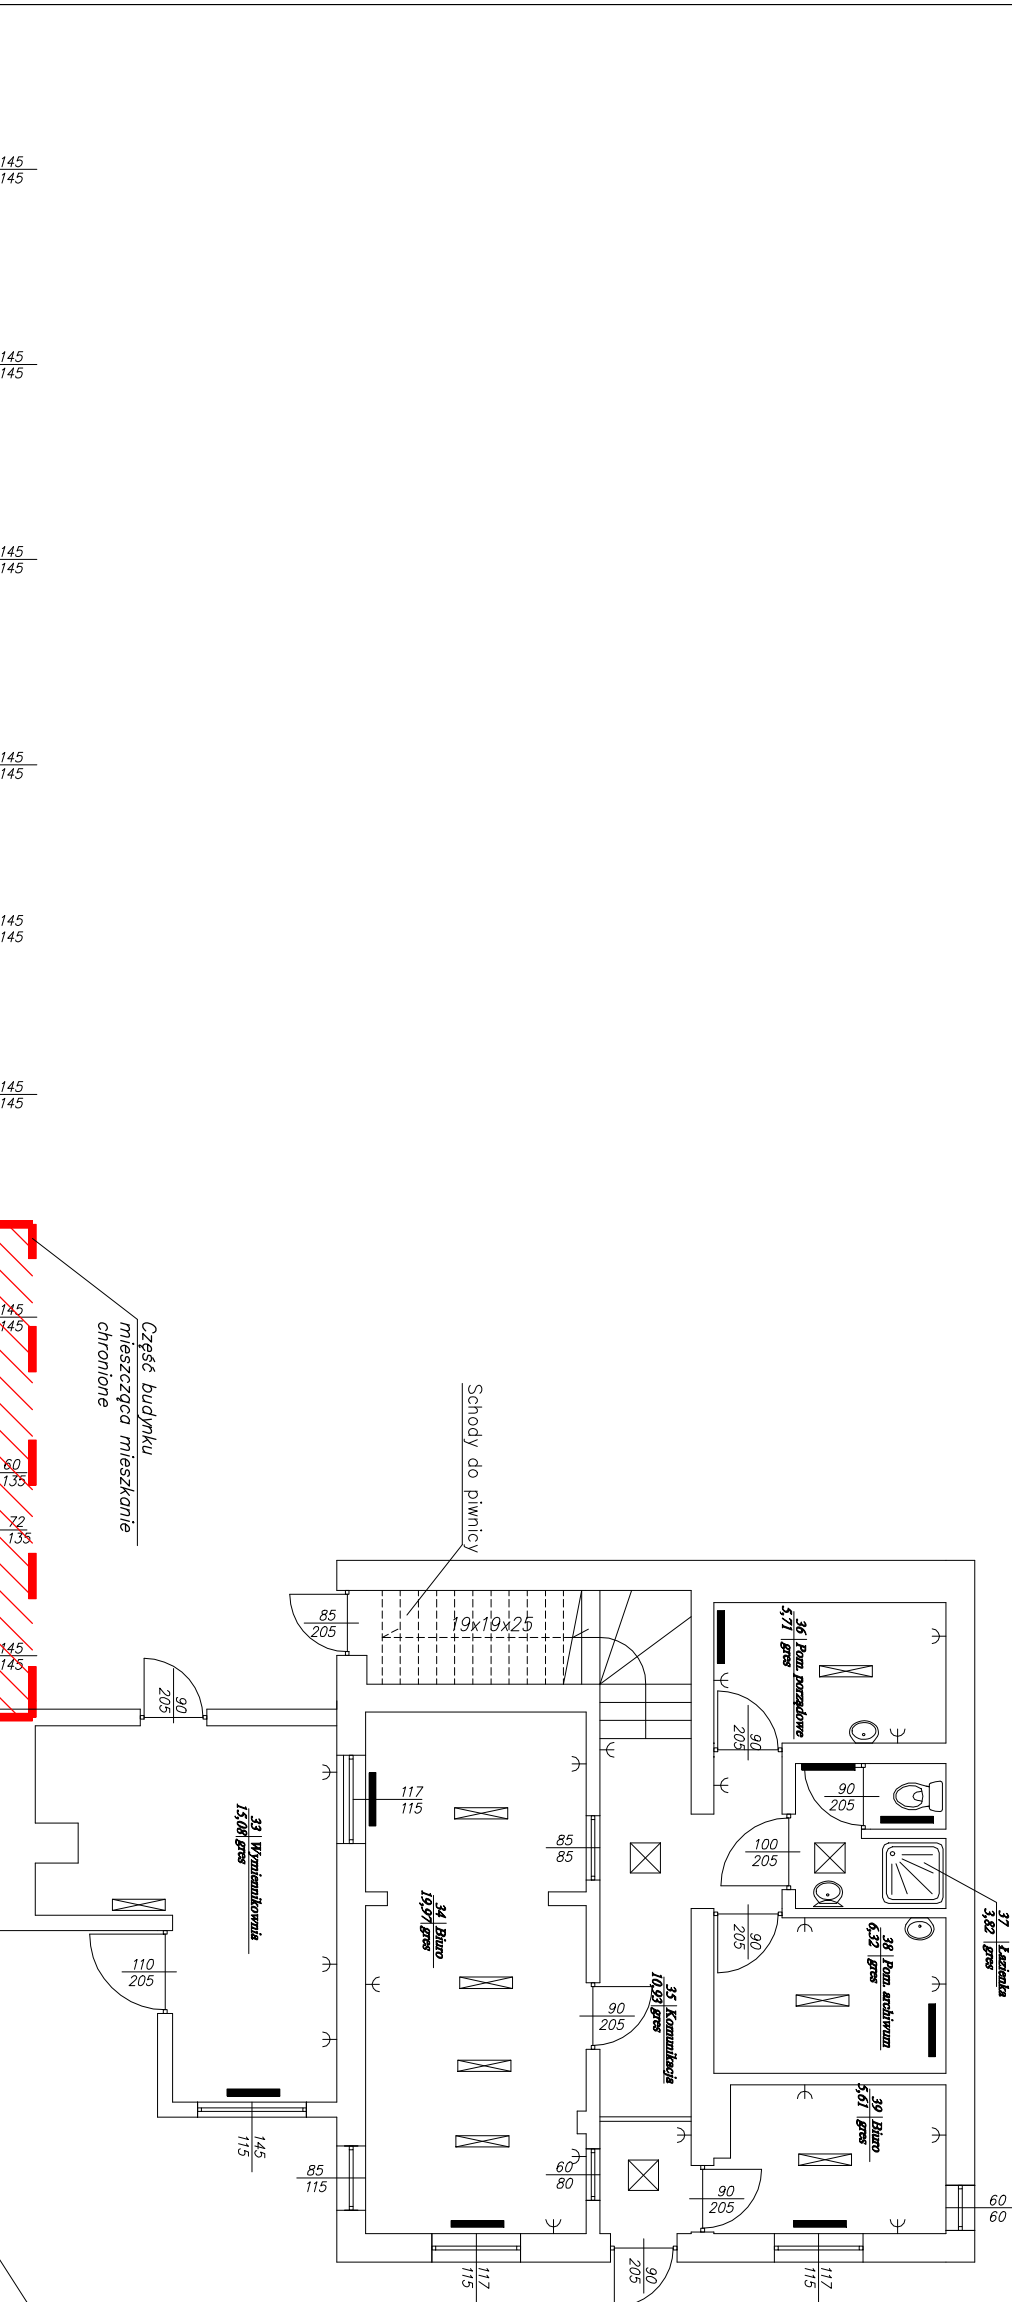 145
145
145
145
145
145
145
145
145
145
145
145
Część budynku
mieszcząca mieszkanie
chronione
145
145
60
135
72
135
145
145
Schody do piwnicy
19x19x25
85
205
90
205
36 Pom. porządowe
5,71 gres
90
205
90
205
100
205
37 Łazienka
3,82 gres
117
115
85
85
33 Wymiennikownia
15,08 gres
34 Biuro
19,97 gres
90
205
38 Pom. archiwum
6,32 gres
110
205
35 Komunikacja
10,93 gres
90
205
39 Biuro
5,61 gres
145
115
85
115
60
80
90
205
60
60
117
115
90
205
117
115